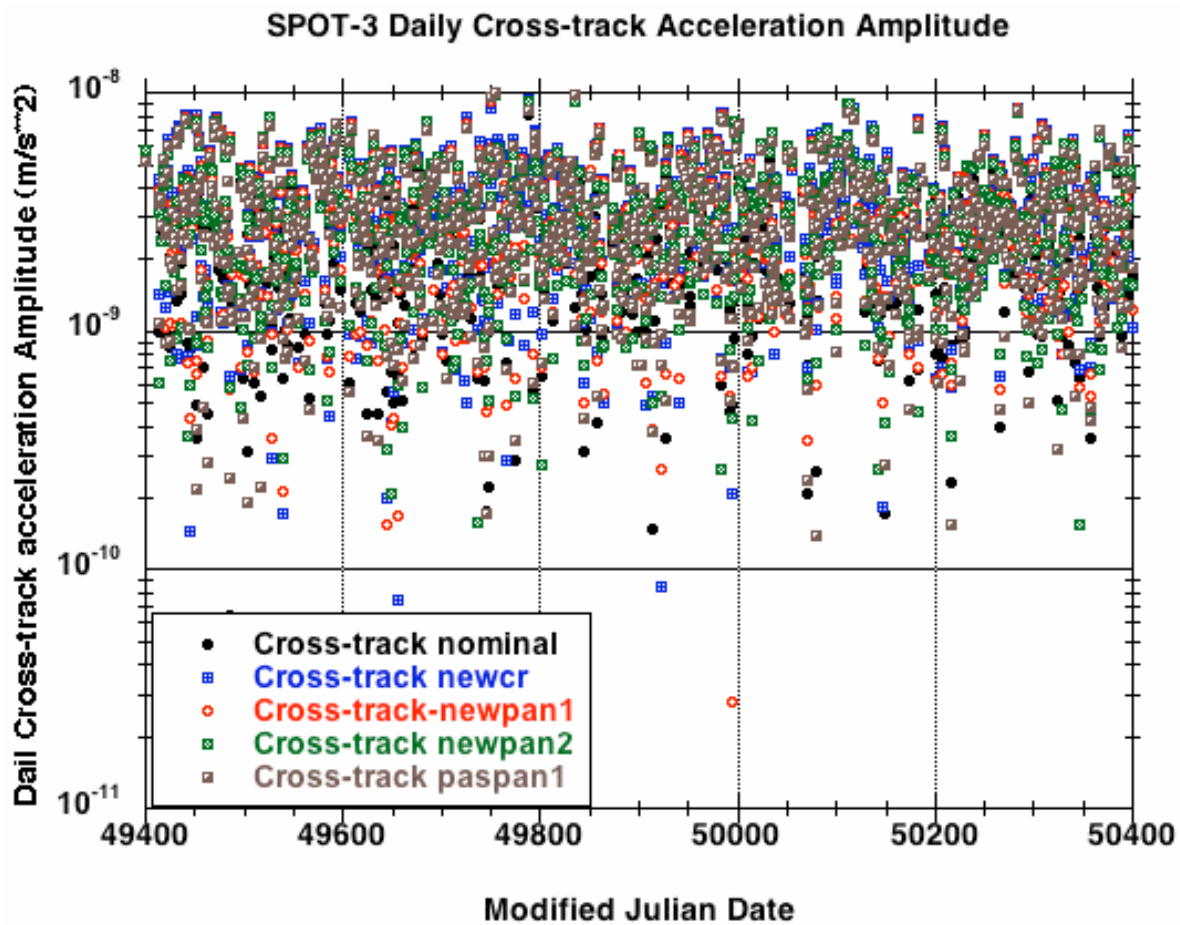 SPOT-3 Daily Cross-track Acceleration Amplitude
Dail Cross-track acceleration Amplitude (m/s***2)
10^-8
10^-9
10^-10
10^-11
Cross-track nominal
Cross-track newcr
Cross-track-newpan1
Cross-track newpan2
Cross-track paspan1
49400 49600 49800 50000 50200 50400
Modified Julian Date